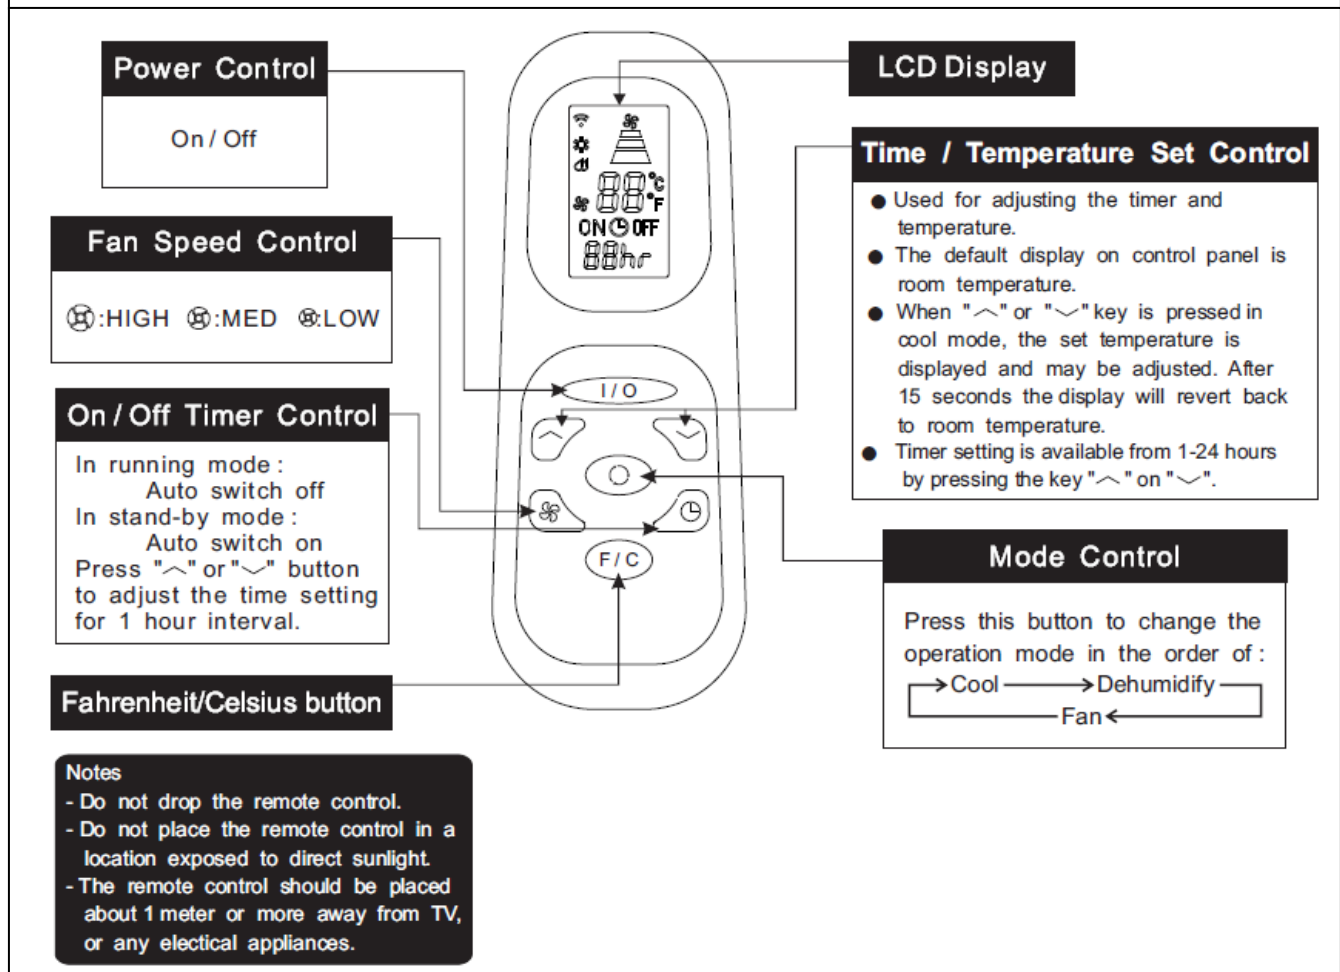 Power Control
On / Off
Fan Speed Control
:HIGH :MED :LOW
On / Off Timer Control
In running mode :
Auto switch off
In stand-by mode :
Auto switch on
Press "︿" or "﹀" button
to adjust the time setting
for 1 hour interval.
Fahrenheit/Celsius button
Notes
- Do not drop the remote control.
- Do not place the remote control in a
location exposed to direct sunlight.
- The remote control should be placed
about 1 meter or more away from TV,
or any electical appliances.
88°C
°F
ON OFF
88hr
I / O
F / C
LCD Display
Time / Temperature Set Control
● Used for adjusting the timer and
temperature.
● The default display on control panel is
room temperature.
● When "︿" or "﹀" key is pressed in
cool mode, the set temperature is
displayed and may be adjusted. After
15 seconds the display will revert back
to room temperature.
● Timer setting is available from 1-24 hours
by pressing the key "︿" on "﹀".
Mode Control
Press this button to change the
operation mode in the order of :
Cool → Dehumidify
Fan